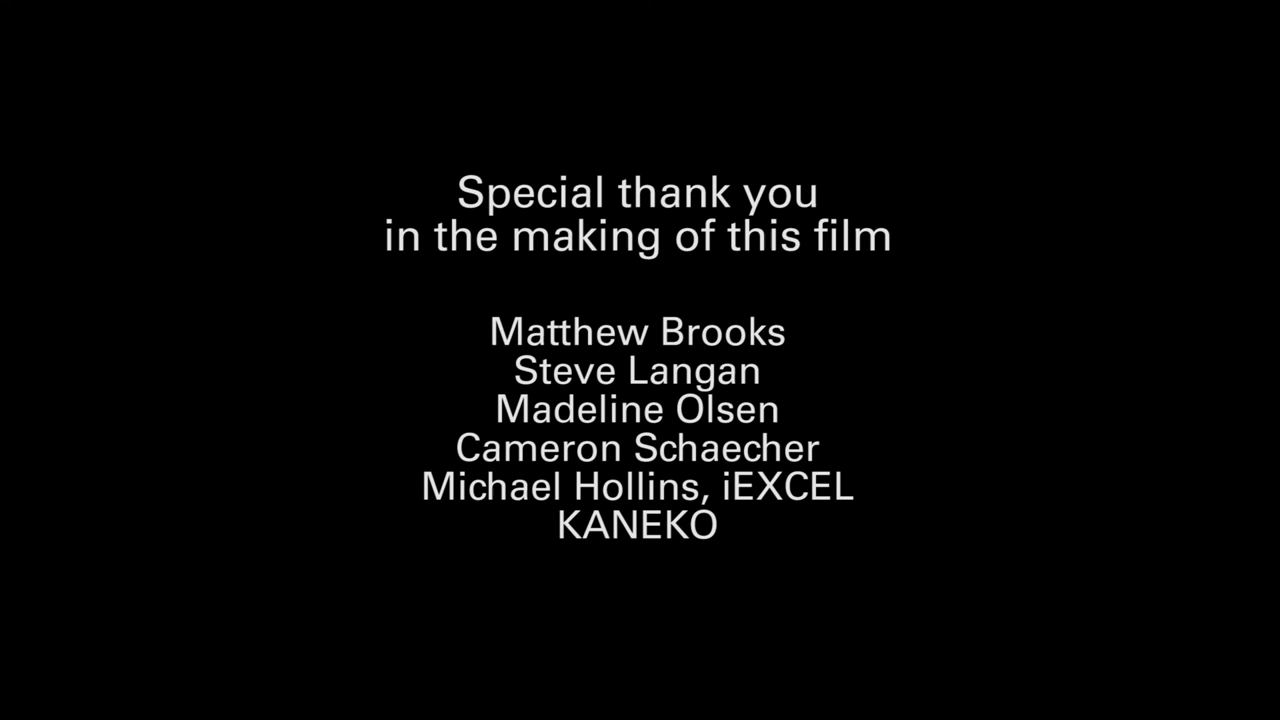 Special thank you
in the making of this film
Matthew Brooks
Steve Langan
Madeline Olsen
Cameron Schaecher
Michael Hollins, iEXCEL
KANEKO